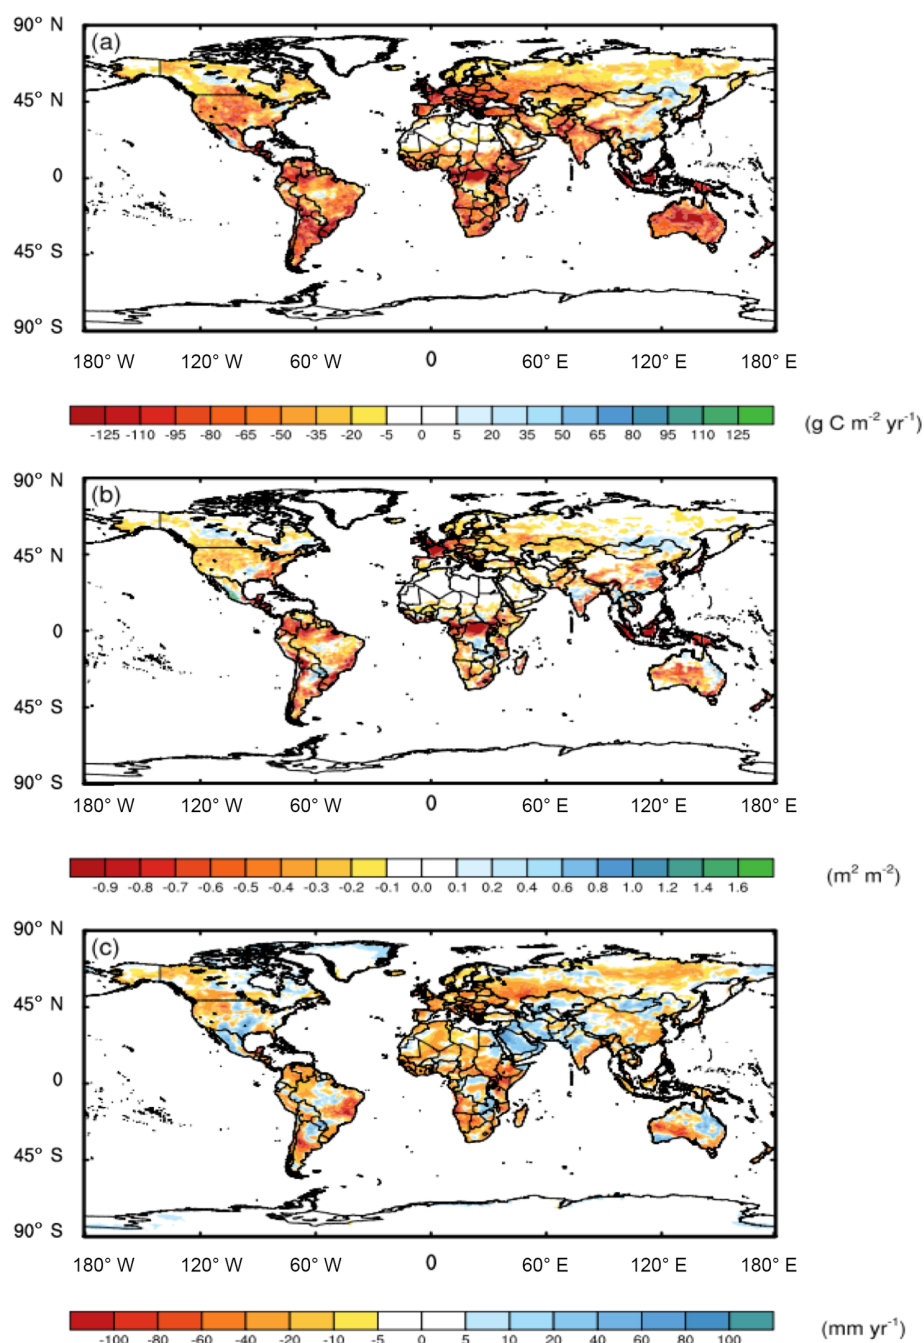 90° N
(a)
45° N
0
45° S
90° S
180° W 120° W 60° W 0 60° E 120° E 180° E
-125 -110 -95 -80 -65 -50 -35 -20 -5 0 5 20 35 50 65 80 95 110 125
(g C m⁻² yr⁻¹)
90° N
(b)
45° N
0
45° S
90° S
180° W 120° W 60° W 0 60° E 120° E 180° E
-0.9 -0.8 -0.7 -0.6 -0.5 -0.4 -0.3 -0.2 -0.1 0.0 0.1 0.2 0.4 0.6 0.8 1.0 1.2 1.4 1.6
(m² m⁻²)
90° N
(c)
45° N
0
45° S
90° S
180° W 120° W 60° W 0 60° E 120° E 180° E
-100 -80 -60 -40 -20 -10 -5 0 5 10 20 40 60 80 100
(mm yr⁻¹)